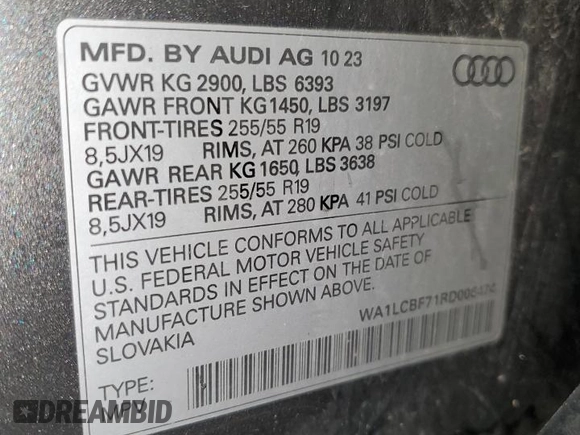 MFD. BY AUDI AG 10 23
GVWR KG 2900, LBS 6393
GAWR FRONT KG1450, LBS 3197
FRONT-TIRES 255/55 R19
8,5JX19 RIMS, AT 260 KPA 38 PSI COLD
GAWR REAR KG 1650, LBS 3638
REAR-TIRES 255/55 R19
8,5JX19 RIMS, AT 280 KPA 41 PSI COLD
THIS VEHICLE CONFORMS TO ALL APPLICABLE
U.S. FEDERAL MOTOR VEHICLE SAFETY
STANDARDS IN EFFECT ON THE DATE OF
MANUFACTURE SHOWN ABOVE.
SLOVAKIA
TYPE:
MPV
DREAMBID